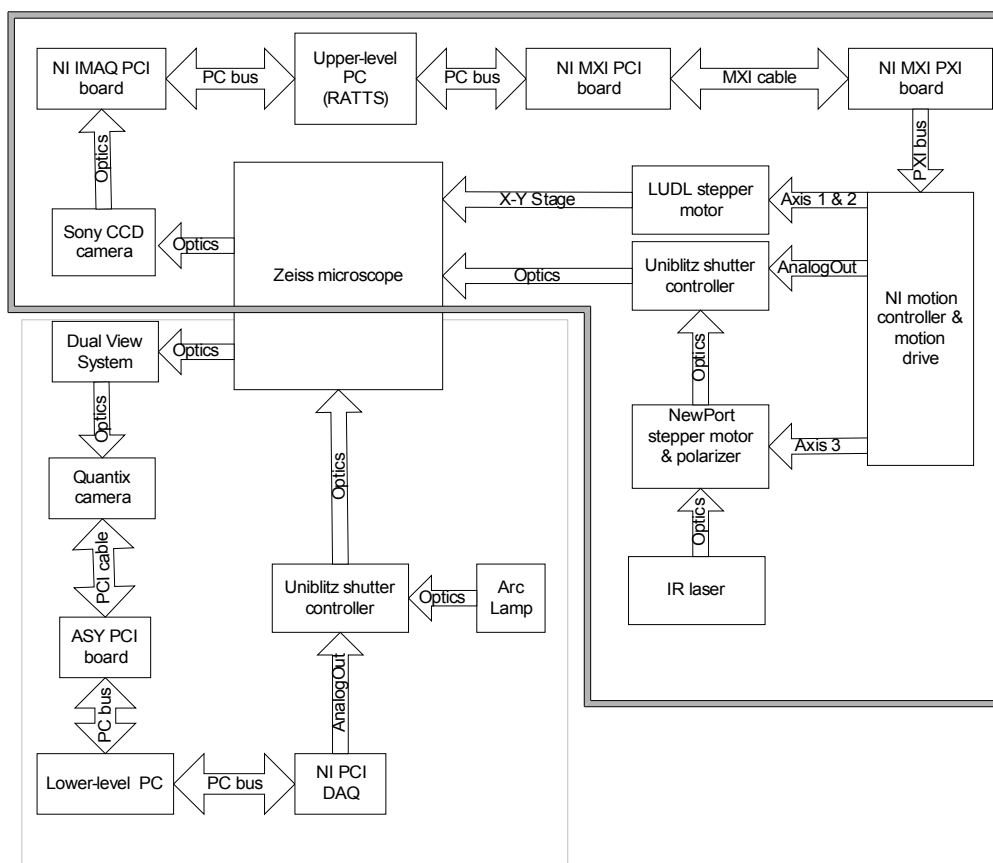 NI IMAQ PCI
board
PC bus
Upper-level
PC
(RATTS)
PC bus
NI MXI PCI
board
MXI cable
NI MXI PXI
board
Optics
PXI bus
Sony CCD
camera
Optics
Zeiss microscope
X-Y Stage
LUDL stepper
motor
Axis 1 & 2
Optics
Uniblitz shutter
controller
AnalogOut
NI motion
controller &
motion
drive
Optics
NewPort
stepper motor
& polarizer
Axis 3
Optics
IR laser
Dual View
System
Optics
Optics
Quantix
camera
PCI cable
ASY PCI
board
PC bus
Lower-level  PC
PC bus
NI PCI
DAQ
AnalogOut
Uniblitz shutter
controller
Optics
Optics
Arc
Lamp